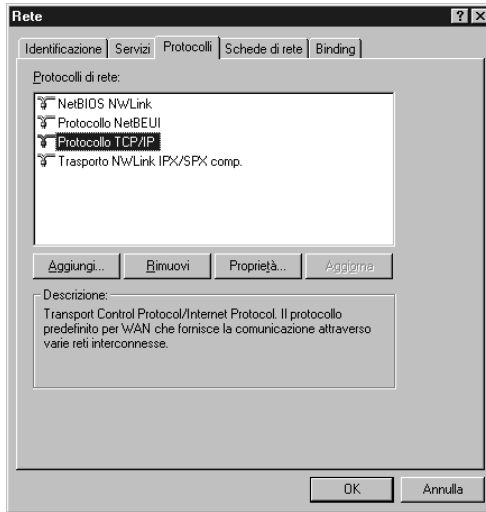 Rete
Identificazione Servizi Protocolli Schede di rete Binding
Protocolli di rete:
NetBIOS NWLink
Protocollo NetBEUI
Protocollo TCP/IP
Trasporto NWLink IPX/SPX comp.
Aggiungi... Rimuovi Proprietà... Aggiorna
Descrizione:
Transport Control Protocol/Internet Protocol. Il protocollo
predefinito per WAN che fornisce la comunicazione attraverso
varie reti interconnesse.
OK Annulla